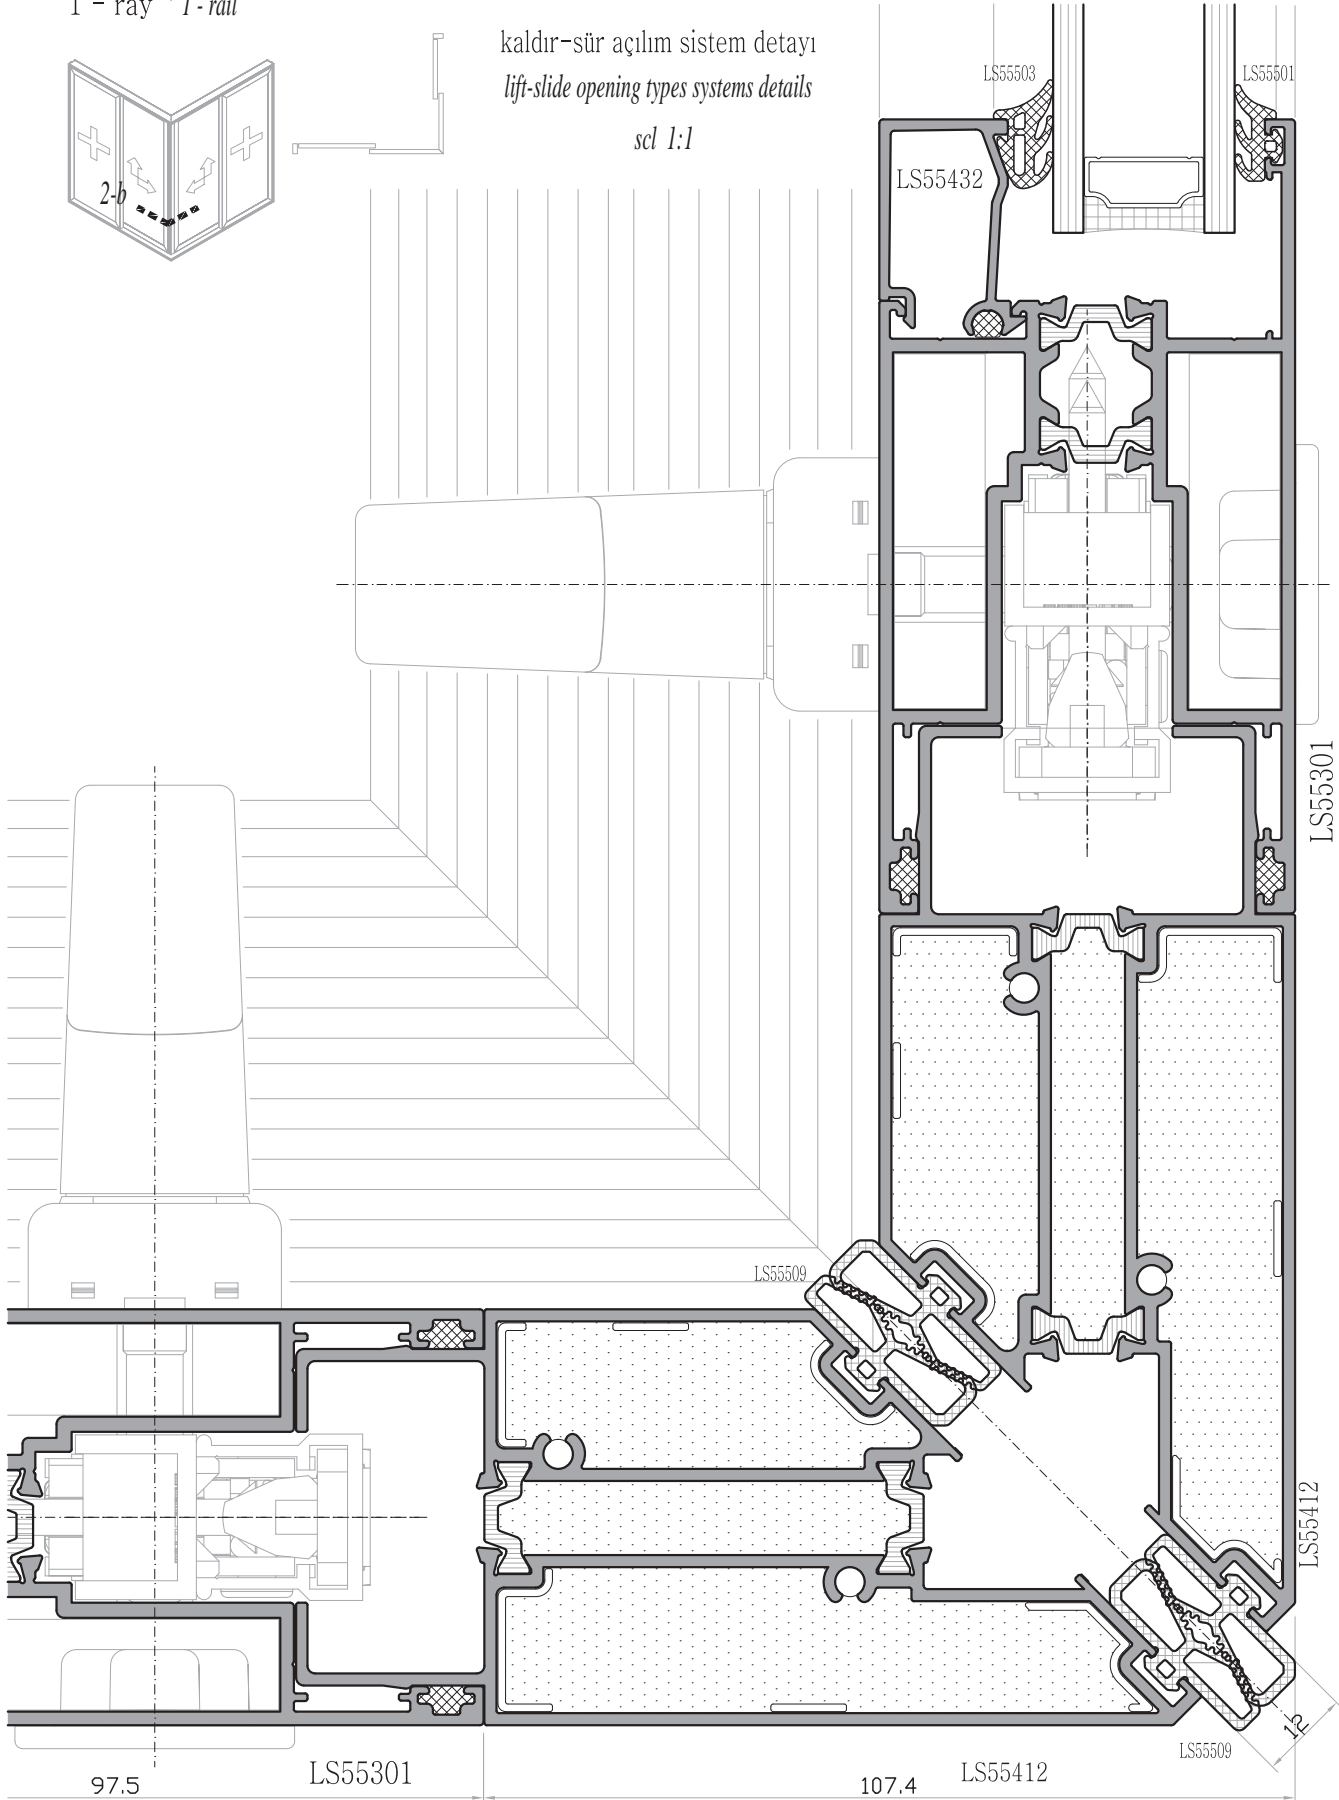 1 - ray 1 - rail
kaldır-sür açılım sistem detayı
lift-slide opening types systems details
scl 1:1
2-b
LS55503
LS55501
LS55432
LS55301
LS55509
LS55412
12
LS55509
LS55301
LS55412
97.5
107.4